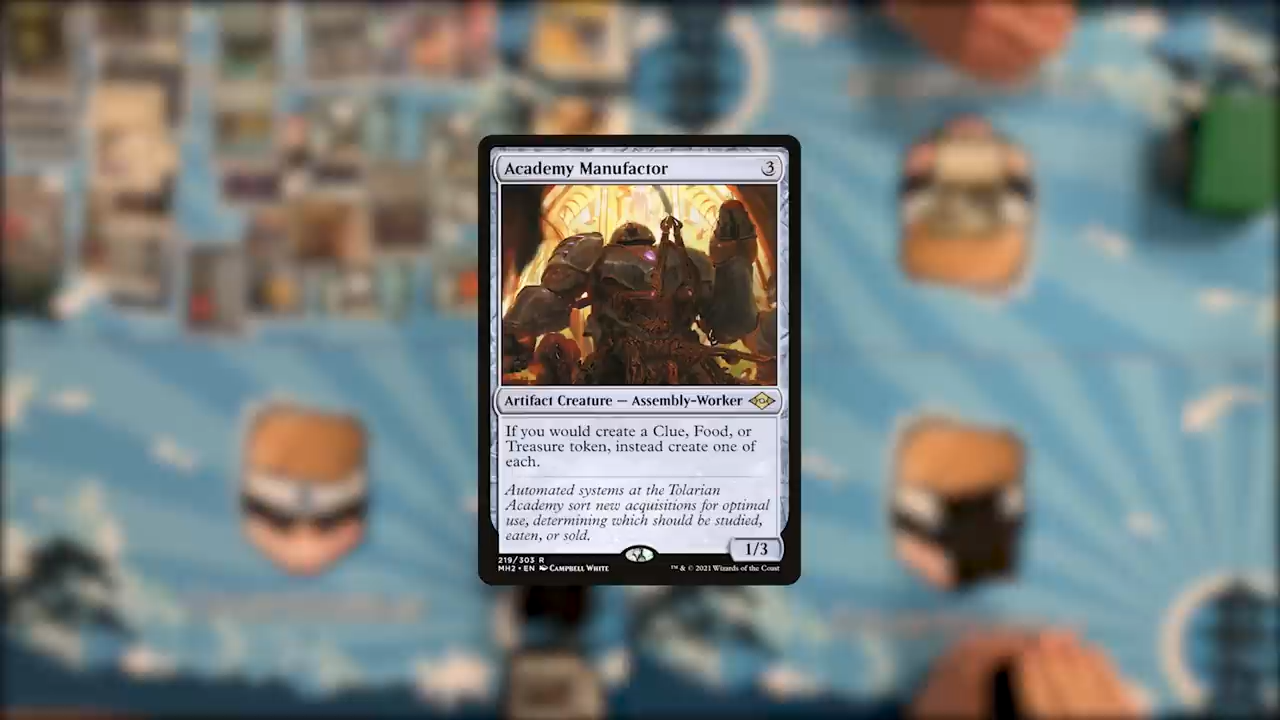 Academy Manufactor 3
Artifact Creature — Assembly-Worker
If you would create a Clue, Food, or
Treasure token, instead create one of
each.
Automated systems at the Tolarian
Academy sort new acquisitions for optimal
use, determining which should be studied,
eaten, or sold.
1/3
219/303 R
MH2 • EN CAMPBELL WHITE
™ & © 2021 Wizards of the Coast